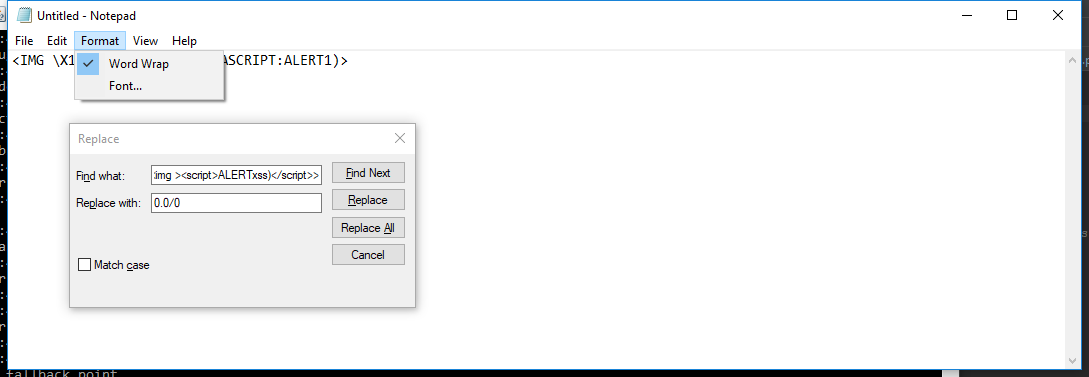 Untitled - Notepad
File Edit Format View Help
<IMG \X1
ASCRIPT:ALERT1)>
Word Wrap
Font...
Replace
Find what:
img ><script>ALERTxss)</script>>
Find Next
Replace with:
0.0/0
Replace
Replace All
Cancel
Match case
fallback point